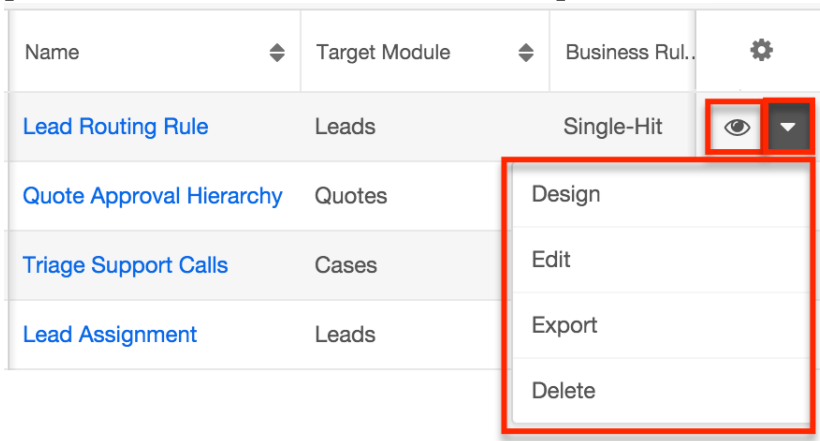 Name Target Module Business Rul..
Lead Routing Rule Leads Single-Hit
Quote Approval Hierarchy Quotes Design
Triage Support Calls Cases Edit
Lead Assignment Leads Export
Delete